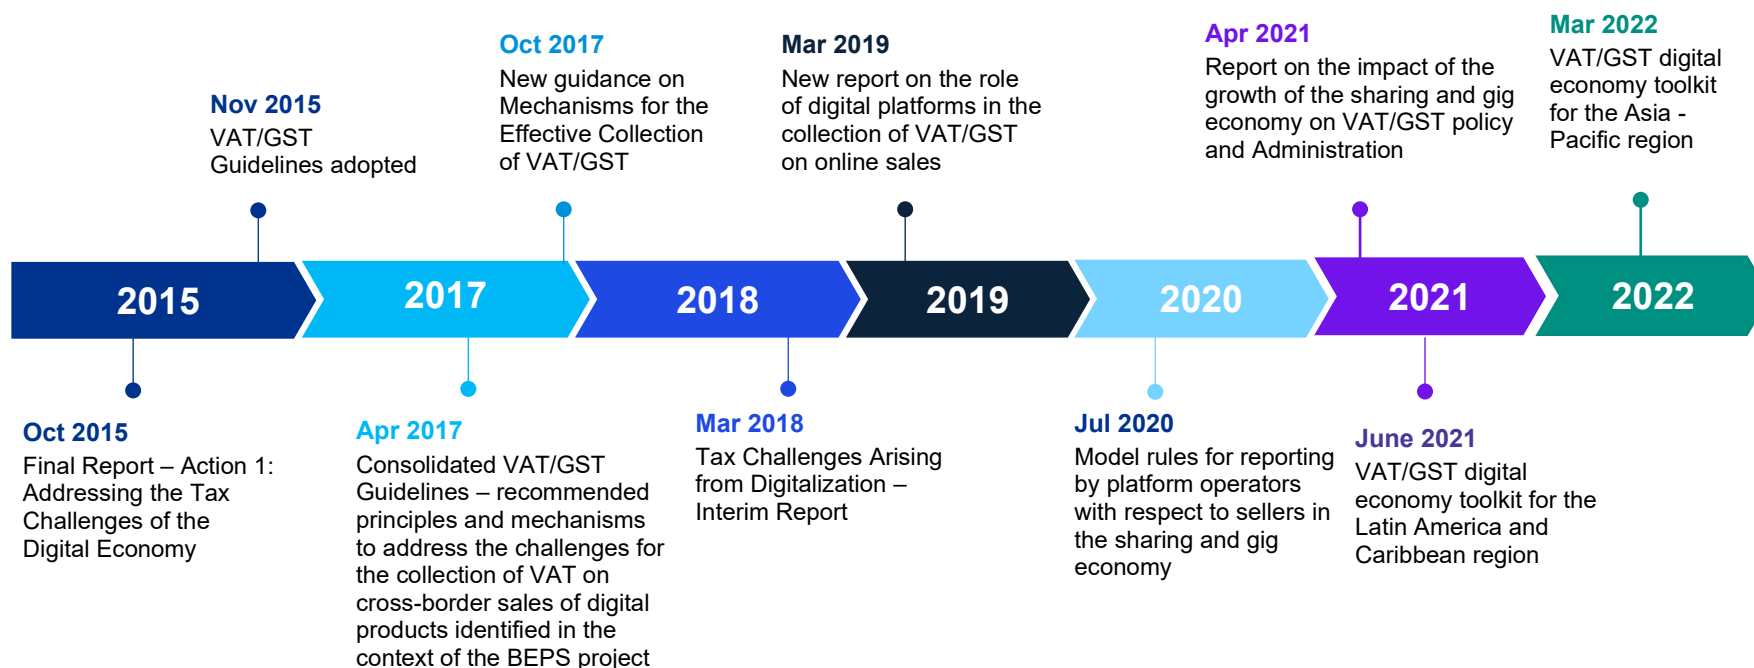 Nov 2015
VAT/GST
Guidelines adopted
Oct 2017
New guidance on
Mechanisms for the
Effective Collection
of VAT/GST
Mar 2019
New report on the role
of digital platforms in the
collection of VAT/GST
on online sales
Apr 2021
Report on the impact of the
growth of the sharing and gig
economy on VAT/GST policy
and Administration
Mar 2022
VAT/GST digital
economy toolkit
for the Asia -
Pacific region
2015
2017
2018
2019
2020
2021
2022
Oct 2015
Final Report – Action 1:
Addressing the Tax
Challenges of the
Digital Economy
Apr 2017
Consolidated VAT/GST
Guidelines – recommended
principles and mechanisms
to address the challenges for
the collection of VAT on
cross-border sales of digital
products identified in the
context of the BEPS project
Mar 2018
Tax Challenges Arising
from Digitalization –
Interim Report
Jul 2020
Model rules for reporting
by platform operators
with respect to sellers in
the sharing and gig
economy
June 2021
VAT/GST digital
economy toolkit for the
Latin America and
Caribbean region